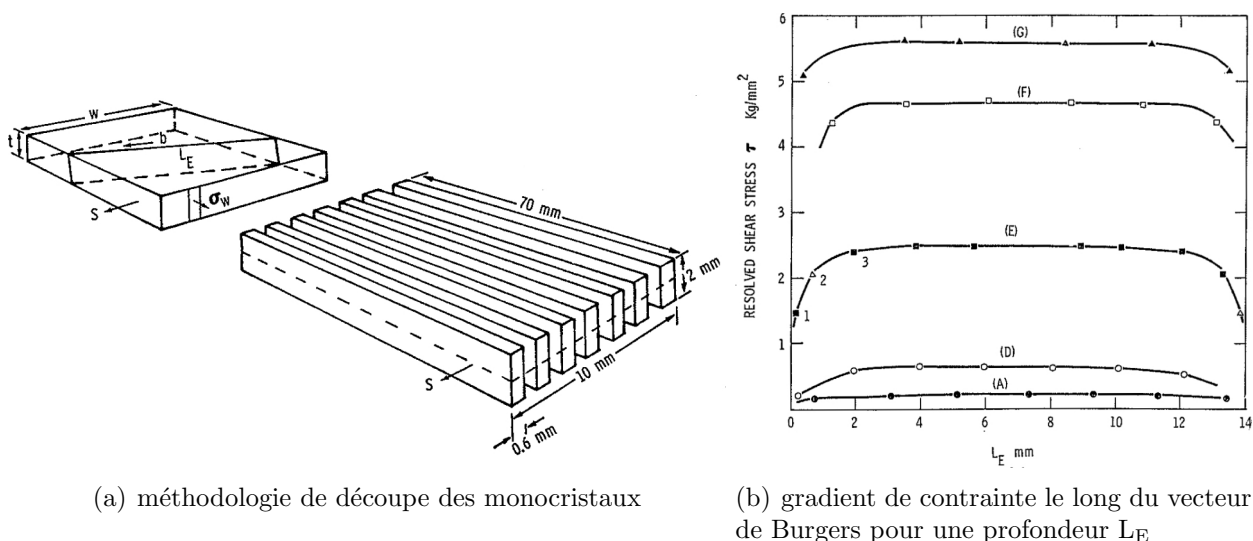 W
t
b
L_E
S
σ_W
70 mm
2 mm
S
10 mm
0.6 mm
RESOLVED SHEAR STRESS τ Kg/mm²
6
5
4
3
2
1
(G)
(F)
(E)
1
2
3
(D)
(A)
0 2 4 6 8 10 12 14
L_E mm
(a) méthodologie de découpe des monocristaux
(b) gradient de contrainte le long du vecteur
de Burgers pour une profondeur L_E